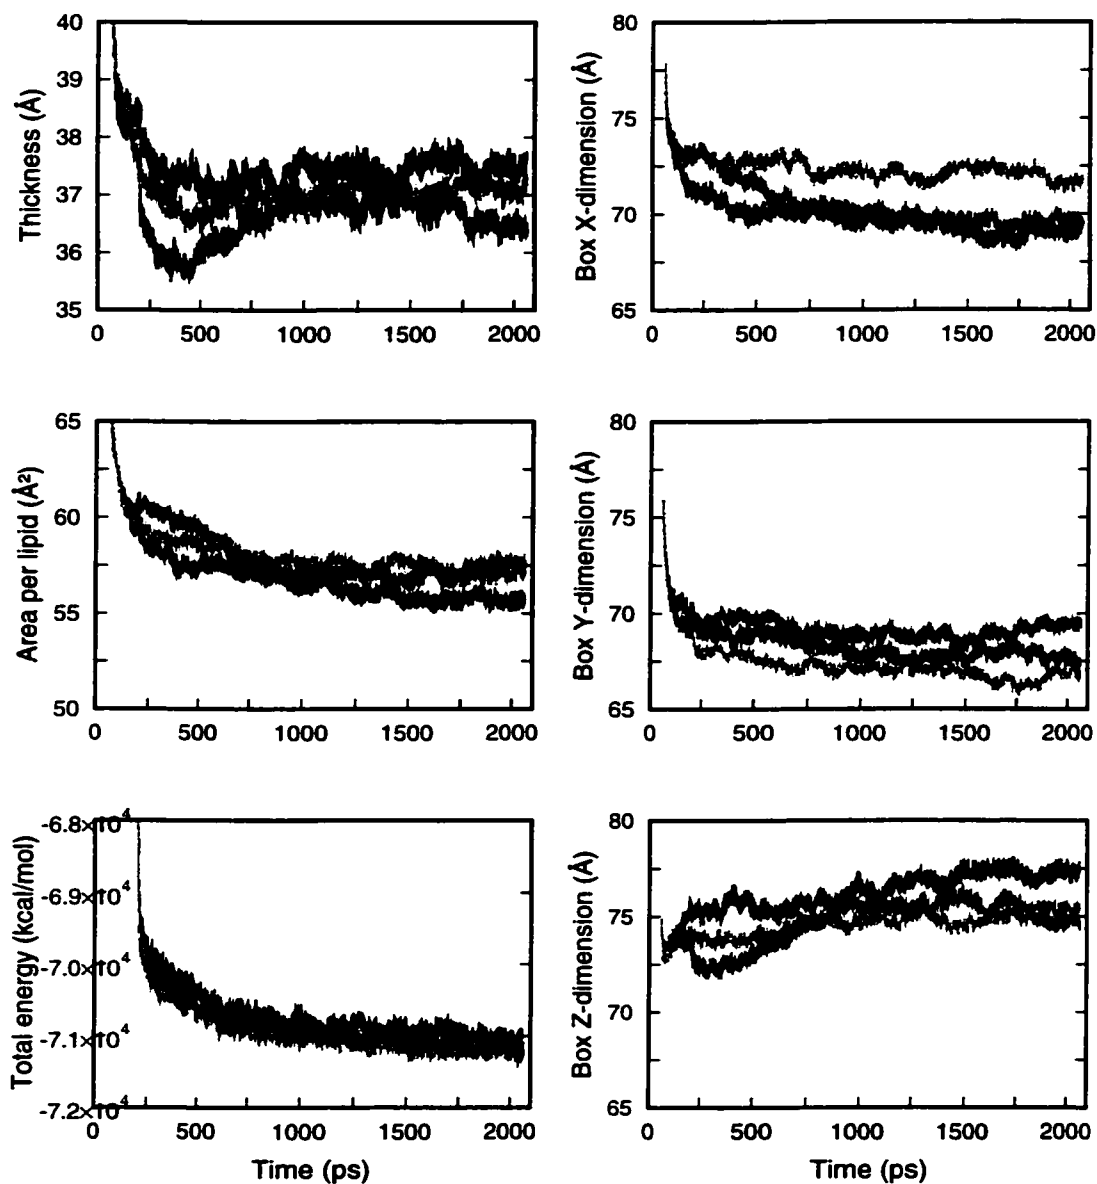 Thickness (Å)
40
39
38
37
36
35
0 500 1000 1500 2000
Box X-dimension (Å)
80
75
70
65
0 500 1000 1500 2000
Area per lipid (Å²)
65
60
55
50
0 500 1000 1500 2000
Box Y-dimension (Å)
80
75
70
65
0 500 1000 1500 2000
Total energy (kcal/mol)
-6.8×10⁴
-6.9×10⁴
-7.0×10⁴
-7.1×10⁴
-7.2×10⁴
0 500 1000 1500 2000
Time (ps)
Box Z-dimension (Å)
80
75
70
65
0 500 1000 1500 2000
Time (ps)